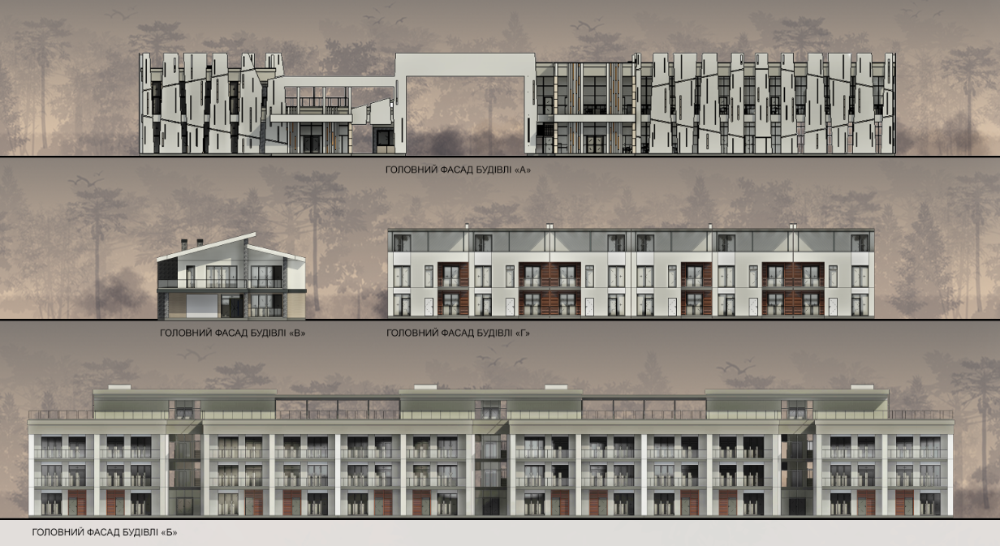 ГОЛОВНИЙ ФАСАД БУДІВЛІ «А»
ГОЛОВНИЙ ФАСАД БУДІВЛІ «В»
ГОЛОВНИЙ ФАСАД БУДІВЛІ «Г»
ГОЛОВНИЙ ФАСАД БУДІВЛІ «Б»